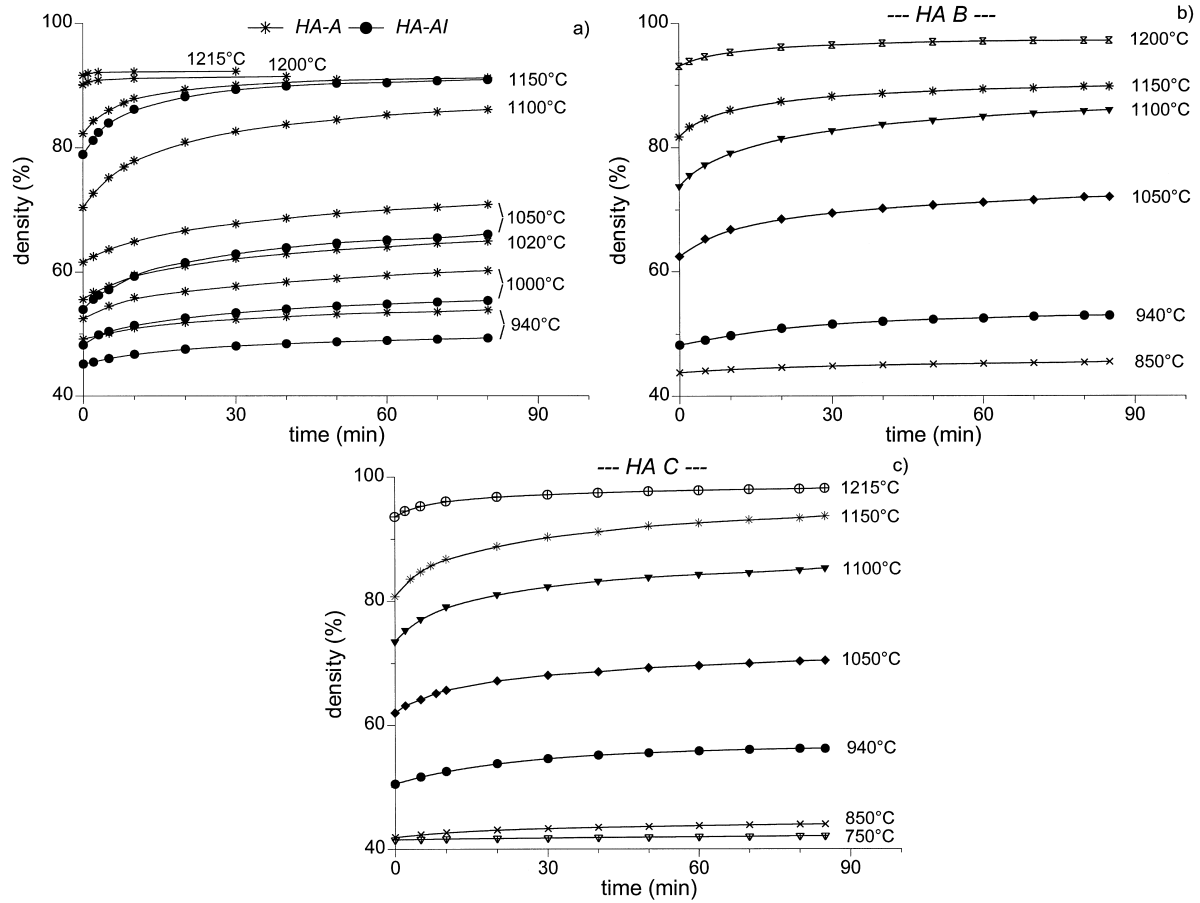 HA-A HA-AI a)
100
80
60
40
density (%)
1215°C
1200°C
1150°C
1100°C
1050°C
1020°C
1000°C
940°C
0 30 60 90
time (min)
--- HA B --- b)
100
80
60
40
density (%)
1200°C
1150°C
1100°C
1050°C
940°C
850°C
0 30 60 90
time (min)
--- HA C --- c)
100
80
60
40
density (%)
1215°C
1150°C
1100°C
1050°C
940°C
850°C
750°C
0 30 60 90
time (min)